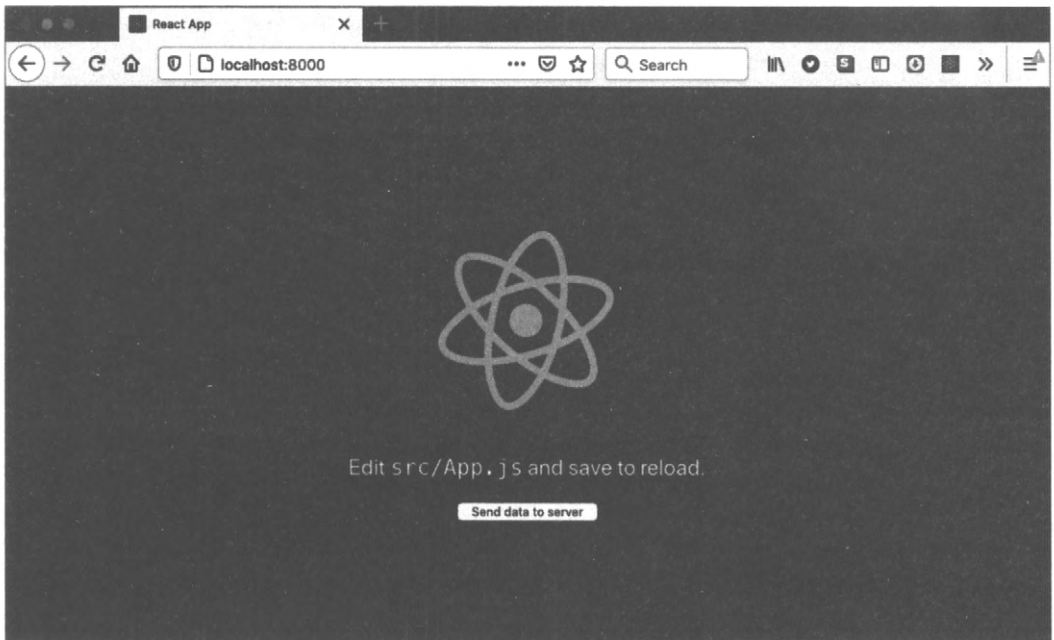 React App
localhost:8000
Search
Edit src/App.js and save to reload.
Send data to server